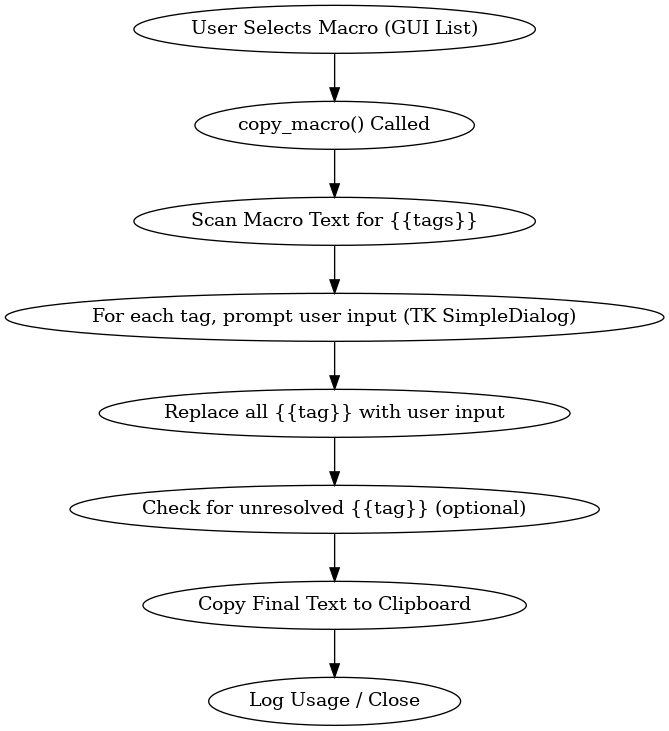 User Selects Macro (GUI List)
copy_macro() Called
Scan Macro Text for {{tags}}
For each tag, prompt user input (TK SimpleDialog)
Replace all {{tag}} with user input
Check for unresolved {{tag}} (optional)
Copy Final Text to Clipboard
Log Usage / Close